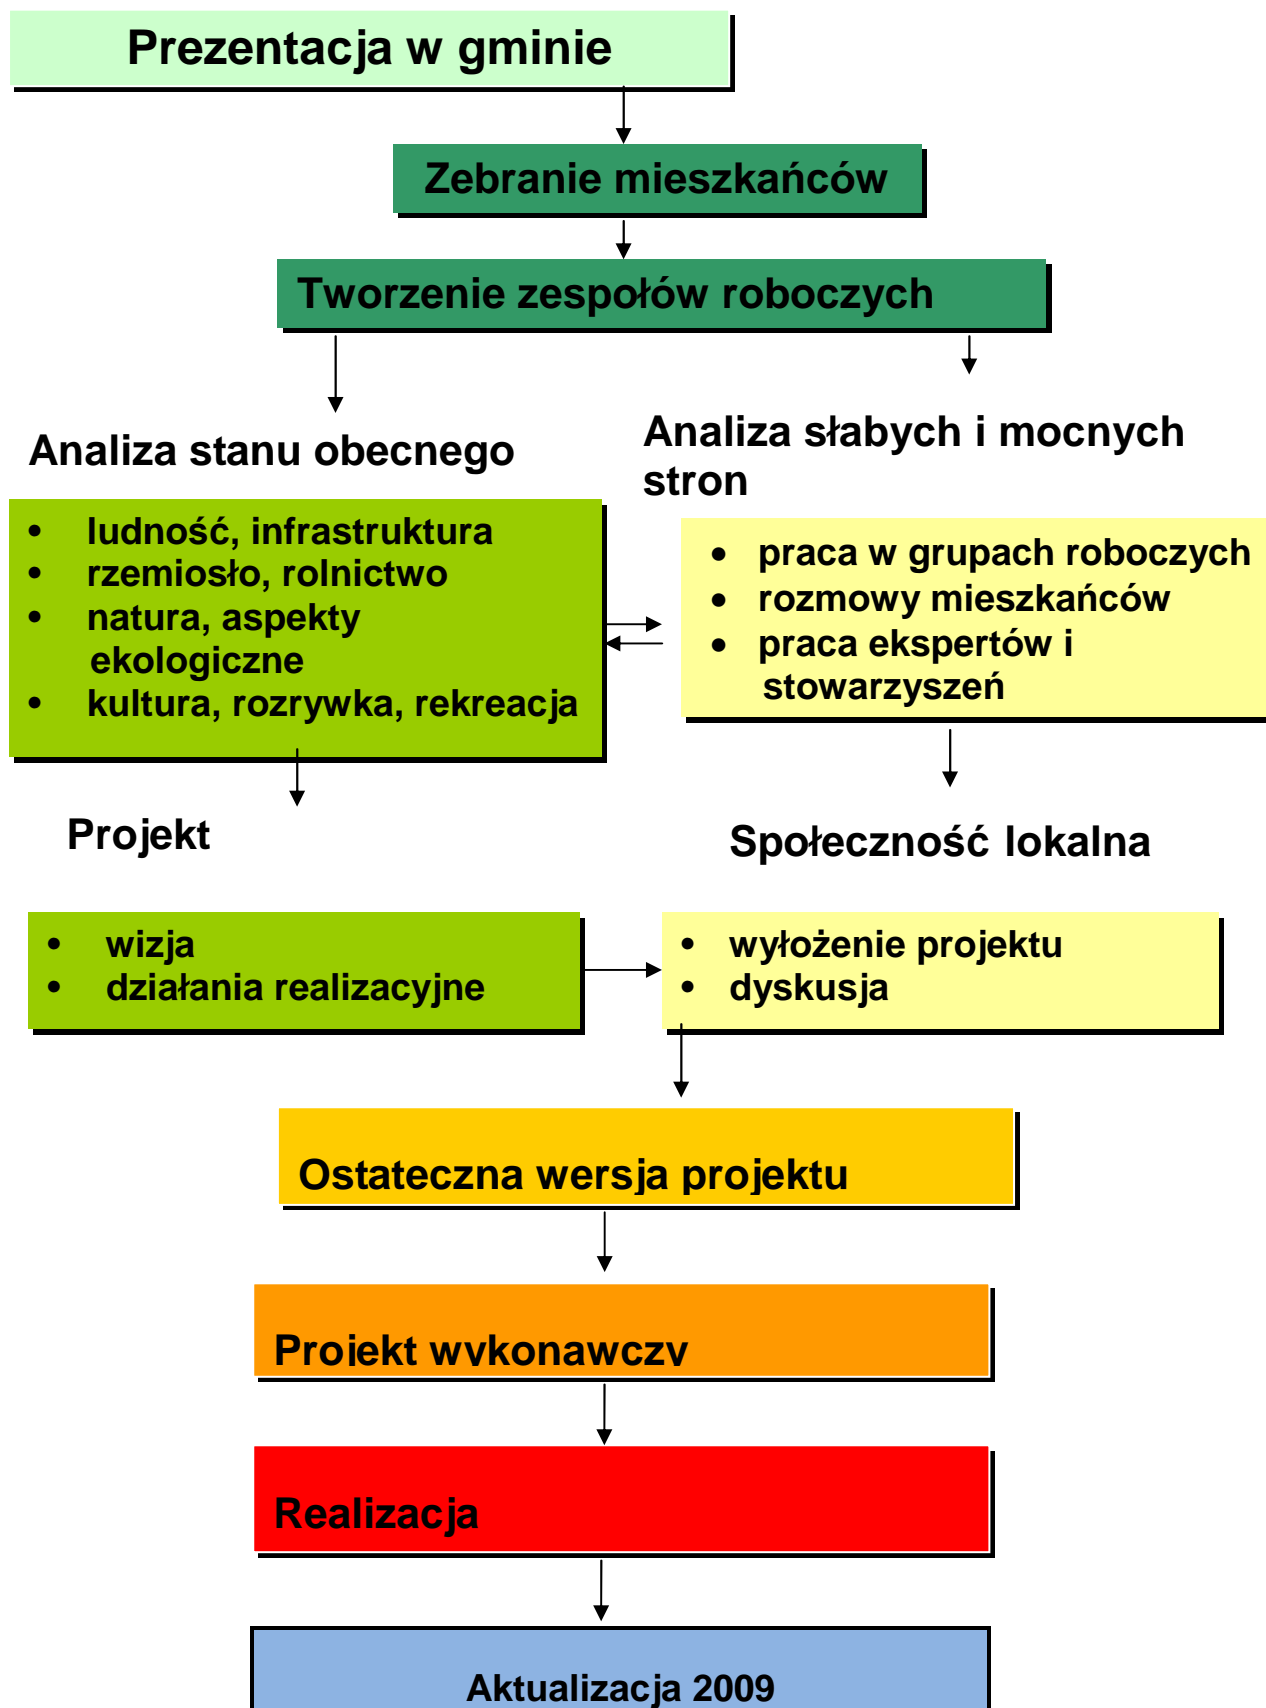 Prezentacja w gminie
Zebranie mieszkańców
Tworzenie zespołów roboczych
Analiza stanu obecnego
• ludność, infrastruktura
• rzemiosło, rolnictwo
• natura, aspekty
ekologiczne
• kultura, rozrywka, rekreacja
Analiza słabych i mocnych
stron
• praca w grupach roboczych
• rozmowy mieszkańców
• praca ekspertów i
stowarzyszeń
Projekt
• wizja
• działania realizacyjne
Społeczność lokalna
• wyłożenie projektu
• dyskusja
Ostateczna wersja projektu
Projekt wykonawczy
Realizacja
Aktualizacja 2009